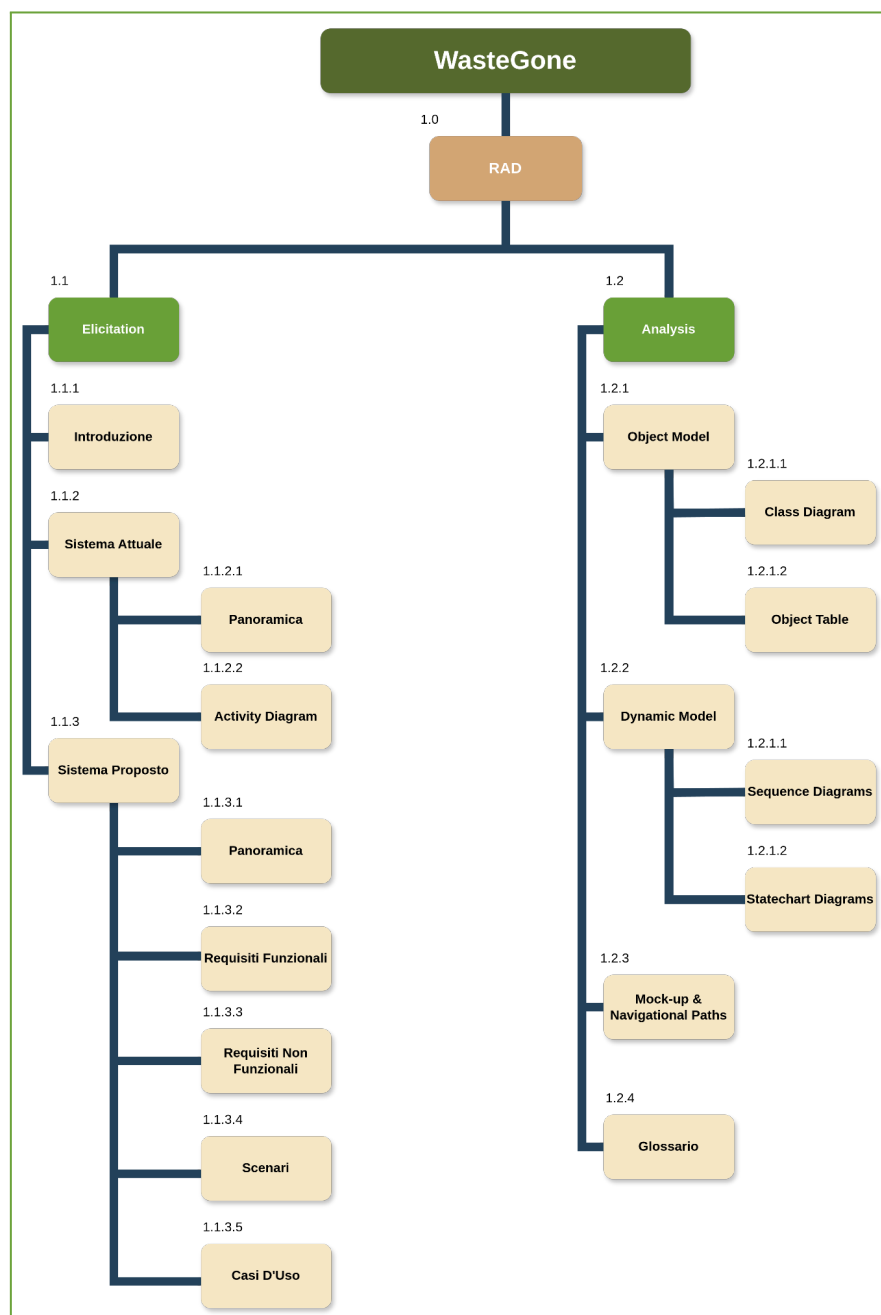 WasteGone
1.0
RAD
1.1
Elicitation
1.1.1
Introduzione
1.1.2
Sistema Attuale
1.1.2.1
Panoramica
1.1.2.2
Activity Diagram
1.1.3
Sistema Proposto
1.1.3.1
Panoramica
1.1.3.2
Requisiti Funzionali
1.1.3.3
Requisiti Non
Funzionali
1.1.3.4
Scenari
1.1.3.5
Casi D'Uso
1.2
Analysis
1.2.1
Object Model
1.2.1.1
Class Diagram
1.2.1.2
Object Table
1.2.2
Dynamic Model
1.2.1.1
Sequence Diagrams
1.2.1.2
Statechart Diagrams
1.2.3
Mock-up &
Navigational Paths
1.2.4
Glossario